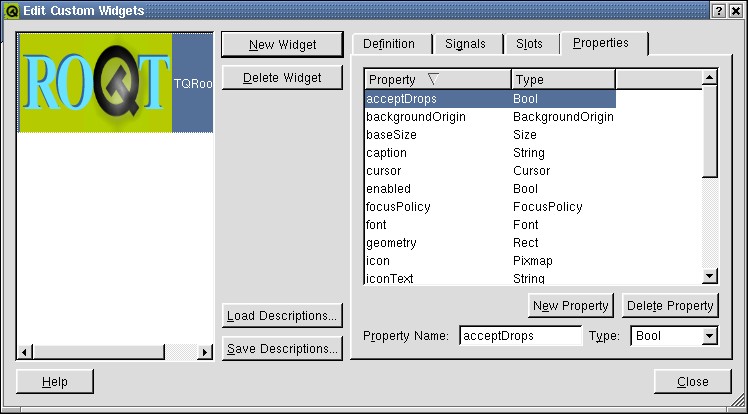 Edit Custom Widgets
? X
ROQT TQRoo
New Widget
Delete Widget
Load Descriptions...
Save Descriptions...
Definition Signals Slots Properties
Property Type
acceptDrops Bool
backgroundOrigin BackgroundOrigin
baseSize Size
caption String
cursor Cursor
enabled Bool
focusPolicy FocusPolicy
font Font
geometry Rect
icon Pixmap
iconText String
New Property Delete Property
Property Name: acceptDrops Type: Bool
Help Close